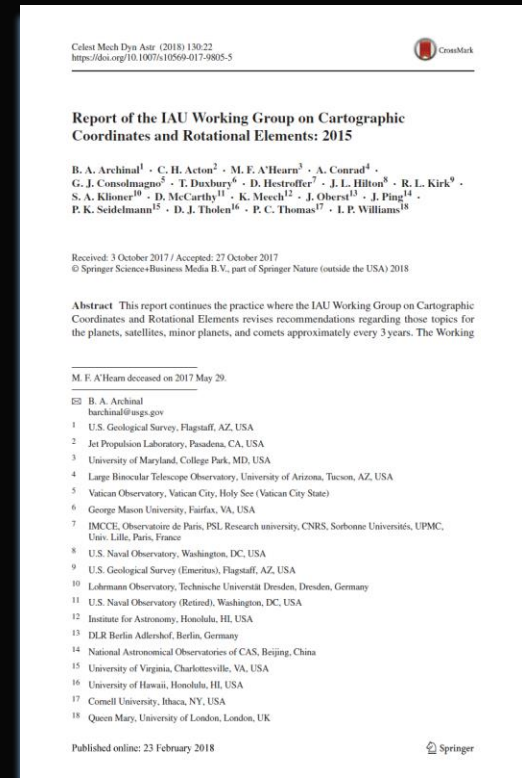 Celest Mech Dyn Astr (2018) 130:22
https://doi.org/10.1007/s10569-017-9805-5
CrossMark
Report of the IAU Working Group on Cartographic
Coordinates and Rotational Elements: 2015
B. A. Archinal1 · C. H. Acton2 · M. F. A'Hearn3 · A. Conrad4 ·
G. J. Consolmagno5 · T. Duxbury6 · D. Hestroffer7 · J. L. Hilton8 · R. L. Kirk9 ·
S. A. Klioner10 · D. McCarthy11 · K. Meech12 · J. Oberst13 · J. Ping14 ·
P. K. Seidelmann15 · D. J. Tholen16 · P. C. Thomas17 · I. P. Williams18
Received: 3 October 2017 / Accepted: 27 October 2017
© Springer Science+Business Media B.V., part of Springer Nature (outside the USA) 2018
Abstract This report continues the practice where the IAU Working Group on Cartographic
Coordinates and Rotational Elements revises recommendations regarding those topics for
the planets, satellites, minor planets, and comets approximately every 3 years. The Working
M. F. A'Hearn deceased on 2017 May 29.
B. A. Archinal
barchinal@usgs.gov
1 U.S. Geological Survey, Flagstaff, AZ, USA
2 Jet Propulsion Laboratory, Pasadena, CA, USA
3 University of Maryland, College Park, MD, USA
4 Large Binocular Telescope Observatory, University of Arizona, Tucson, AZ, USA
5 Vatican Observatory, Vatican City, Holy See (Vatican City State)
6 George Mason University, Fairfax, VA, USA
7 IMCCE, Observatoire de Paris, PSL Research university, CNRS, Sorbonne Universités, UPMC,
Univ. Lille, Paris, France
8 U.S. Naval Observatory, Washington, DC, USA
9 U.S. Geological Survey (Emeritus), Flagstaff, AZ, USA
10 Lohrmann Observatory, Technische Universität Dresden, Dresden, Germany
11 U.S. Naval Observatory (Retired), Washington, DC, USA
12 Institute for Astronomy, Honolulu, HI, USA
13 DLR Berlin Adlershof, Berlin, Germany
14 National Astronomical Observatories of CAS, Beijing, China
15 University of Virginia, Charlottesville, VA, USA
16 University of Hawaii, Honolulu, HI, USA
17 Cornell University, Ithaca, NY, USA
18 Queen Mary, University of London, London, UK
Published online: 23 February 2018
Springer